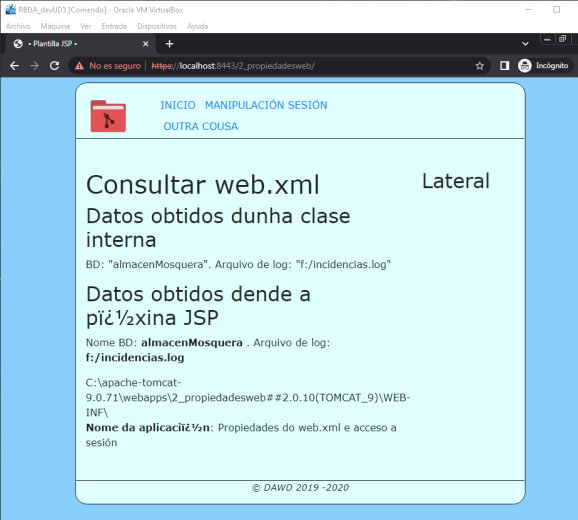 RBDA_devUD3 [Corriendo] - Oracle VM VirtualBox
Archivo Máquina Ver Entrada Dispositivos Ayuda
• Plantilla JSP •
No es seguro https://localhost:8443/2_propiedadesweb/ Incógnito
INICIO MANIPULACIÓN SESIÓN
OUTRA COUSA
Consultar web.xml
Lateral
Datos obtidos dunha clase
interna
BD: "almacenMosquera". Arquivo de log: "f:/incidencias.log"
Datos obtidos dende a
pï¿½xina JSP
Nome BD: almacenMosquera . Arquivo de log:
f:/incidencias.log
C:\apache-tomcat-
9.0.71\webapps\2_propiedadesweb##2.0.10(TOMCAT_9)\WEB-
INF\
Nome da aplicaciï¿½n: Propiedades do web.xml e acceso a
sesión
© DAWD 2019 -2020